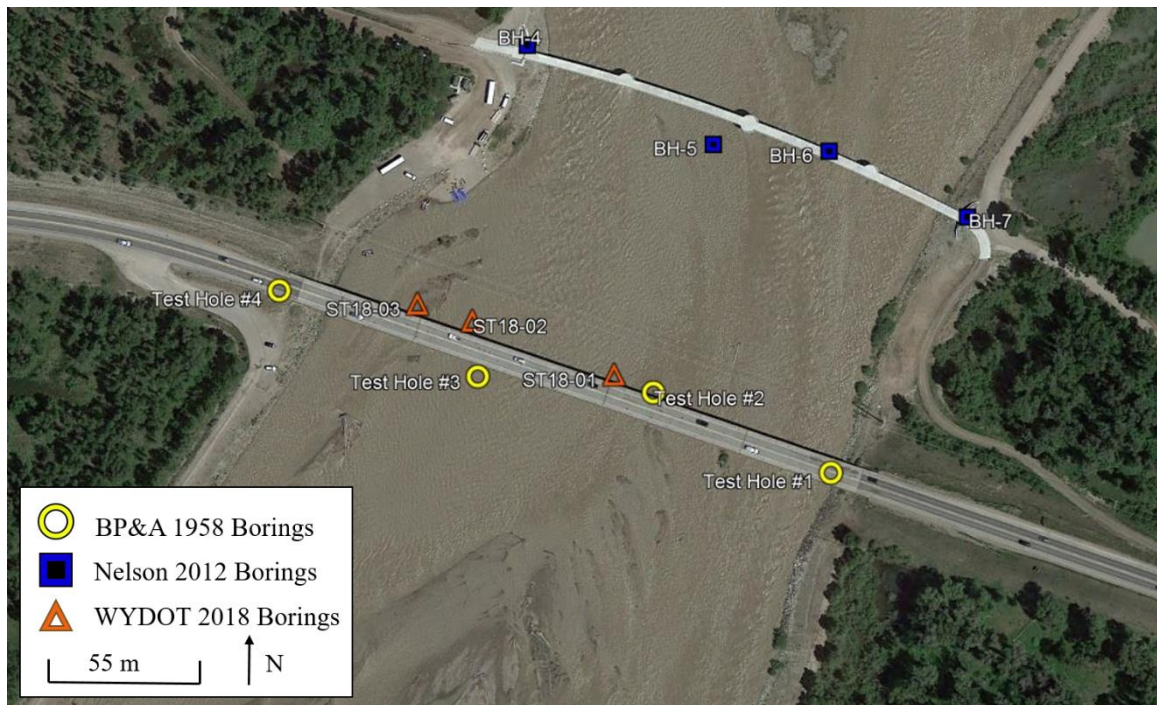 BH-4
BH-5
BH-6
BH-7
Test Hole #4
ST18-03
ST18-02
Test Hole #3
ST18-01
Test Hole #2
Test Hole #1
BP&A 1958 Borings
Nelson 2012 Borings
WYDOT 2018 Borings
55 m
N